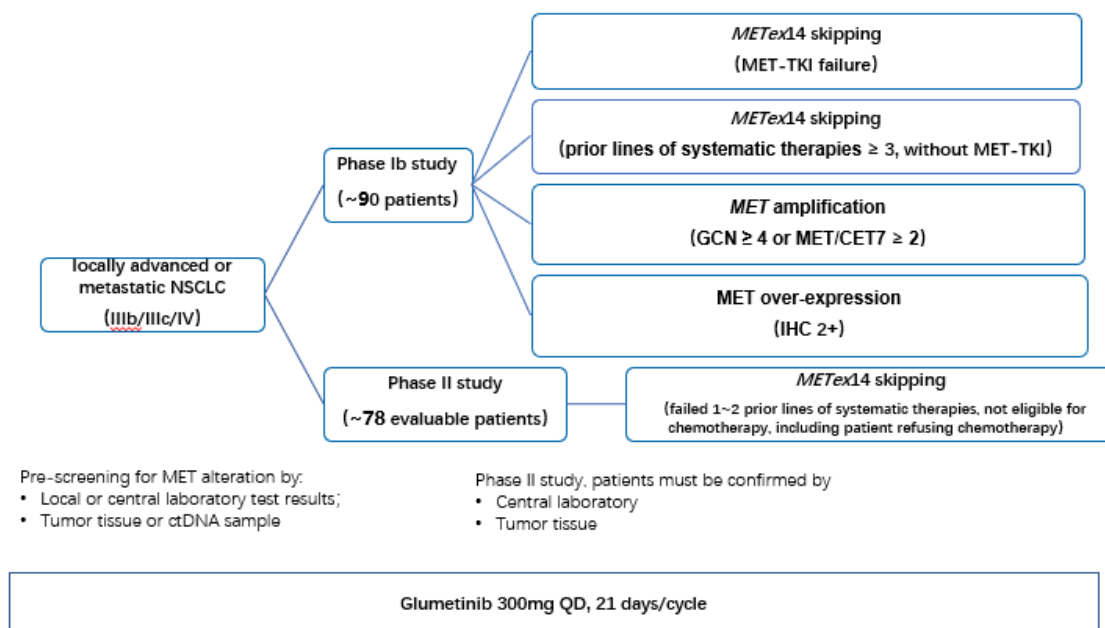 METex14 skipping
(MET-TKI failure)
METex14 skipping
(prior lines of systematic therapies ≥ 3, without MET-TKI)
Phase Ib study
(~90 patients)
MET amplification
(GCN ≥ 4 or MET/CET7 ≥ 2)
locally advanced or
metastatic NSCLC
(IIIb/IIIc/IV)
MET over-expression
(IHC 2+)
Phase II study
(~78 evaluable patients)
METex14 skipping
(failed 1~2 prior lines of systematic therapies, not eligible for
chemotherapy, including patient refusing chemotherapy)
Pre-screening for MET alteration by:
• Local or central laboratory test results;
• Tumor tissue or ctDNA sample
Phase II study, patients must be confirmed by
• Central laboratory
• Tumor tissue
Glumetinib 300mg QD, 21 days/cycle